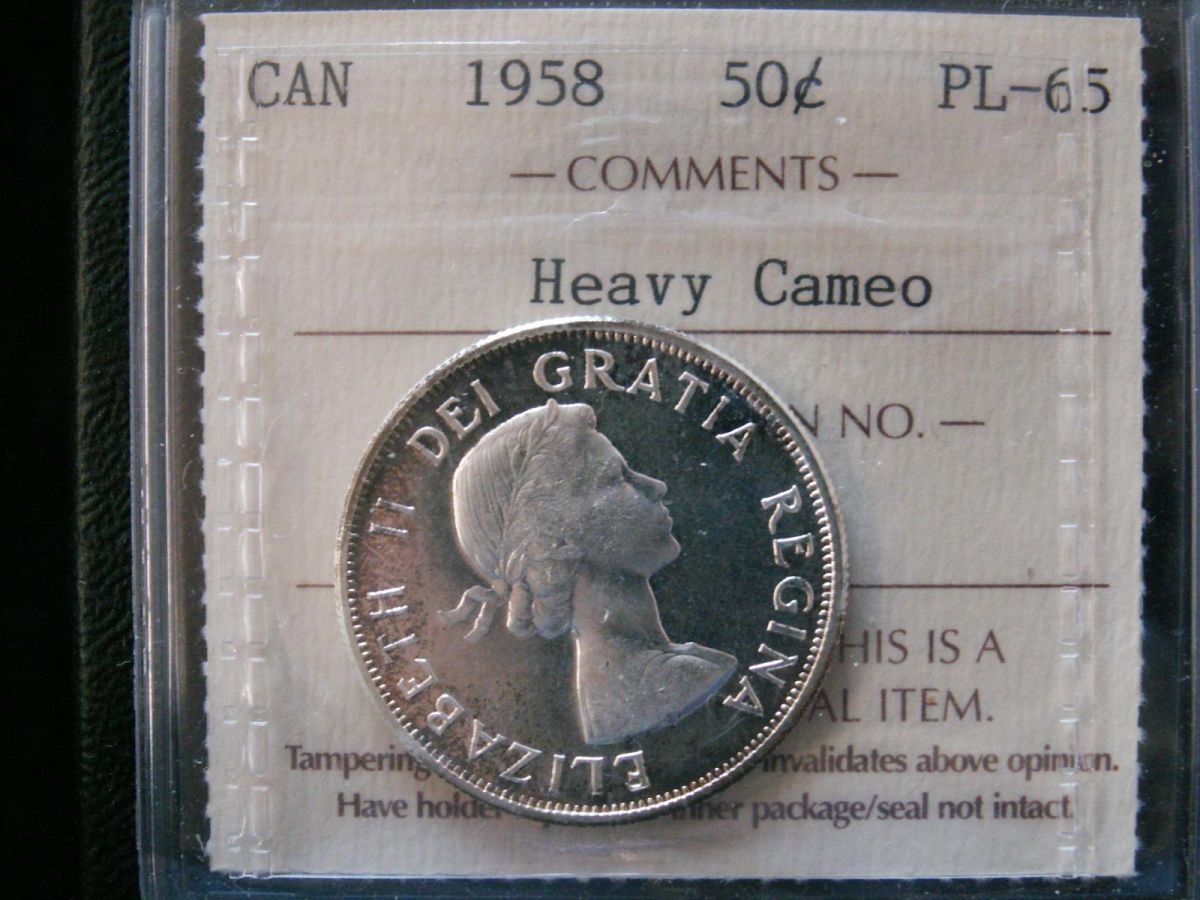 CAN 1958 50¢ PL-65
— COMMENTS —
Heavy Cameo
NO. —
ELIZABETH II DEI GRATIA REGINA
HIS IS A
AL ITEM.
Tampering invalidates above opinion.
Have holder package/seal not intact.